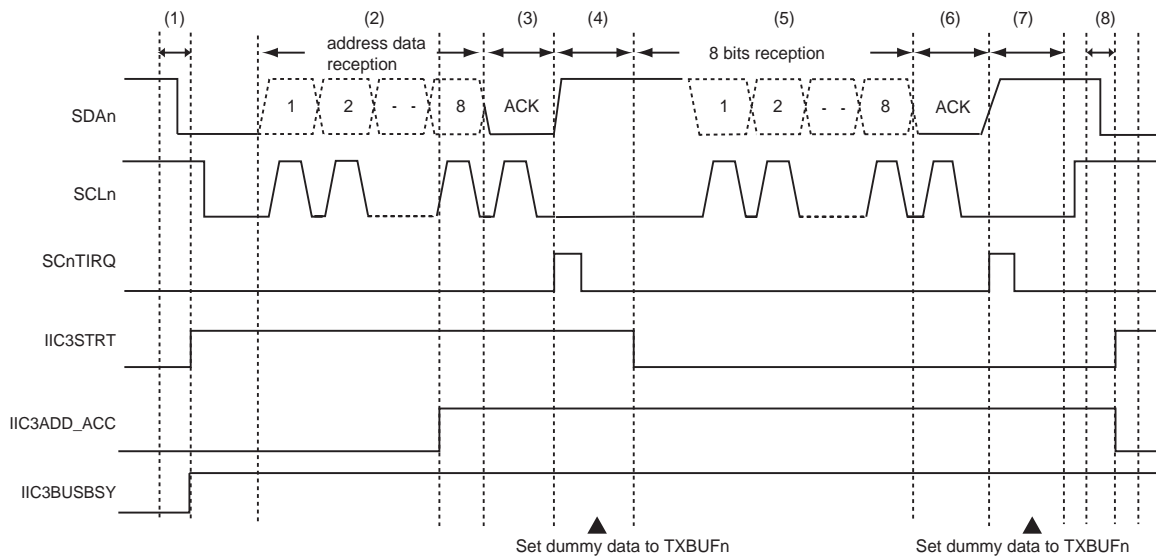 (1) (2) (3) (4) (5) (6) (7) (8)
address data
reception
8 bits reception
SDAn
1 2 - - 8 ACK 1 2 - - 8 ACK
SCLn
SCnTIRQ
IIC3STRT
IIC3ADD_ACC
IIC3BUSBSY
Set dummy data to TXBUFn Set dummy data to TXBUFn